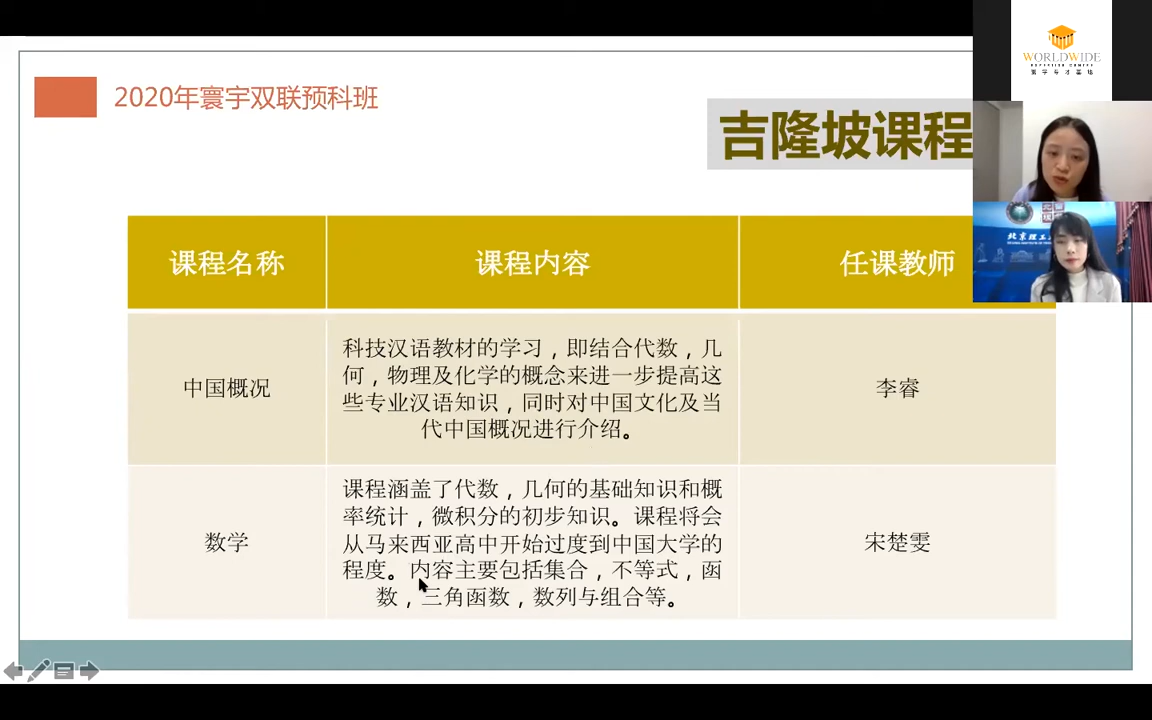 2020年寰宇双联预科班
吉隆坡课程
WORLDWIDE
课程名称
课程内容
任课教师
中国概况
科技汉语教材的学习，即结合代数，几
何，物理及化学的概念来进一步提高这
些专业汉语知识，同时对中国文化及当
代中国概况进行介绍。
李睿
数学
课程涵盖了代数，几何的基础知识和概
率统计，微积分的初步知识。课程将会
从马来西亚高中开始过度到中国大学的
程度。内容主要包括集合，不等式，函
数，三角函数，数列与组合等。
宋楚雯
北京理工